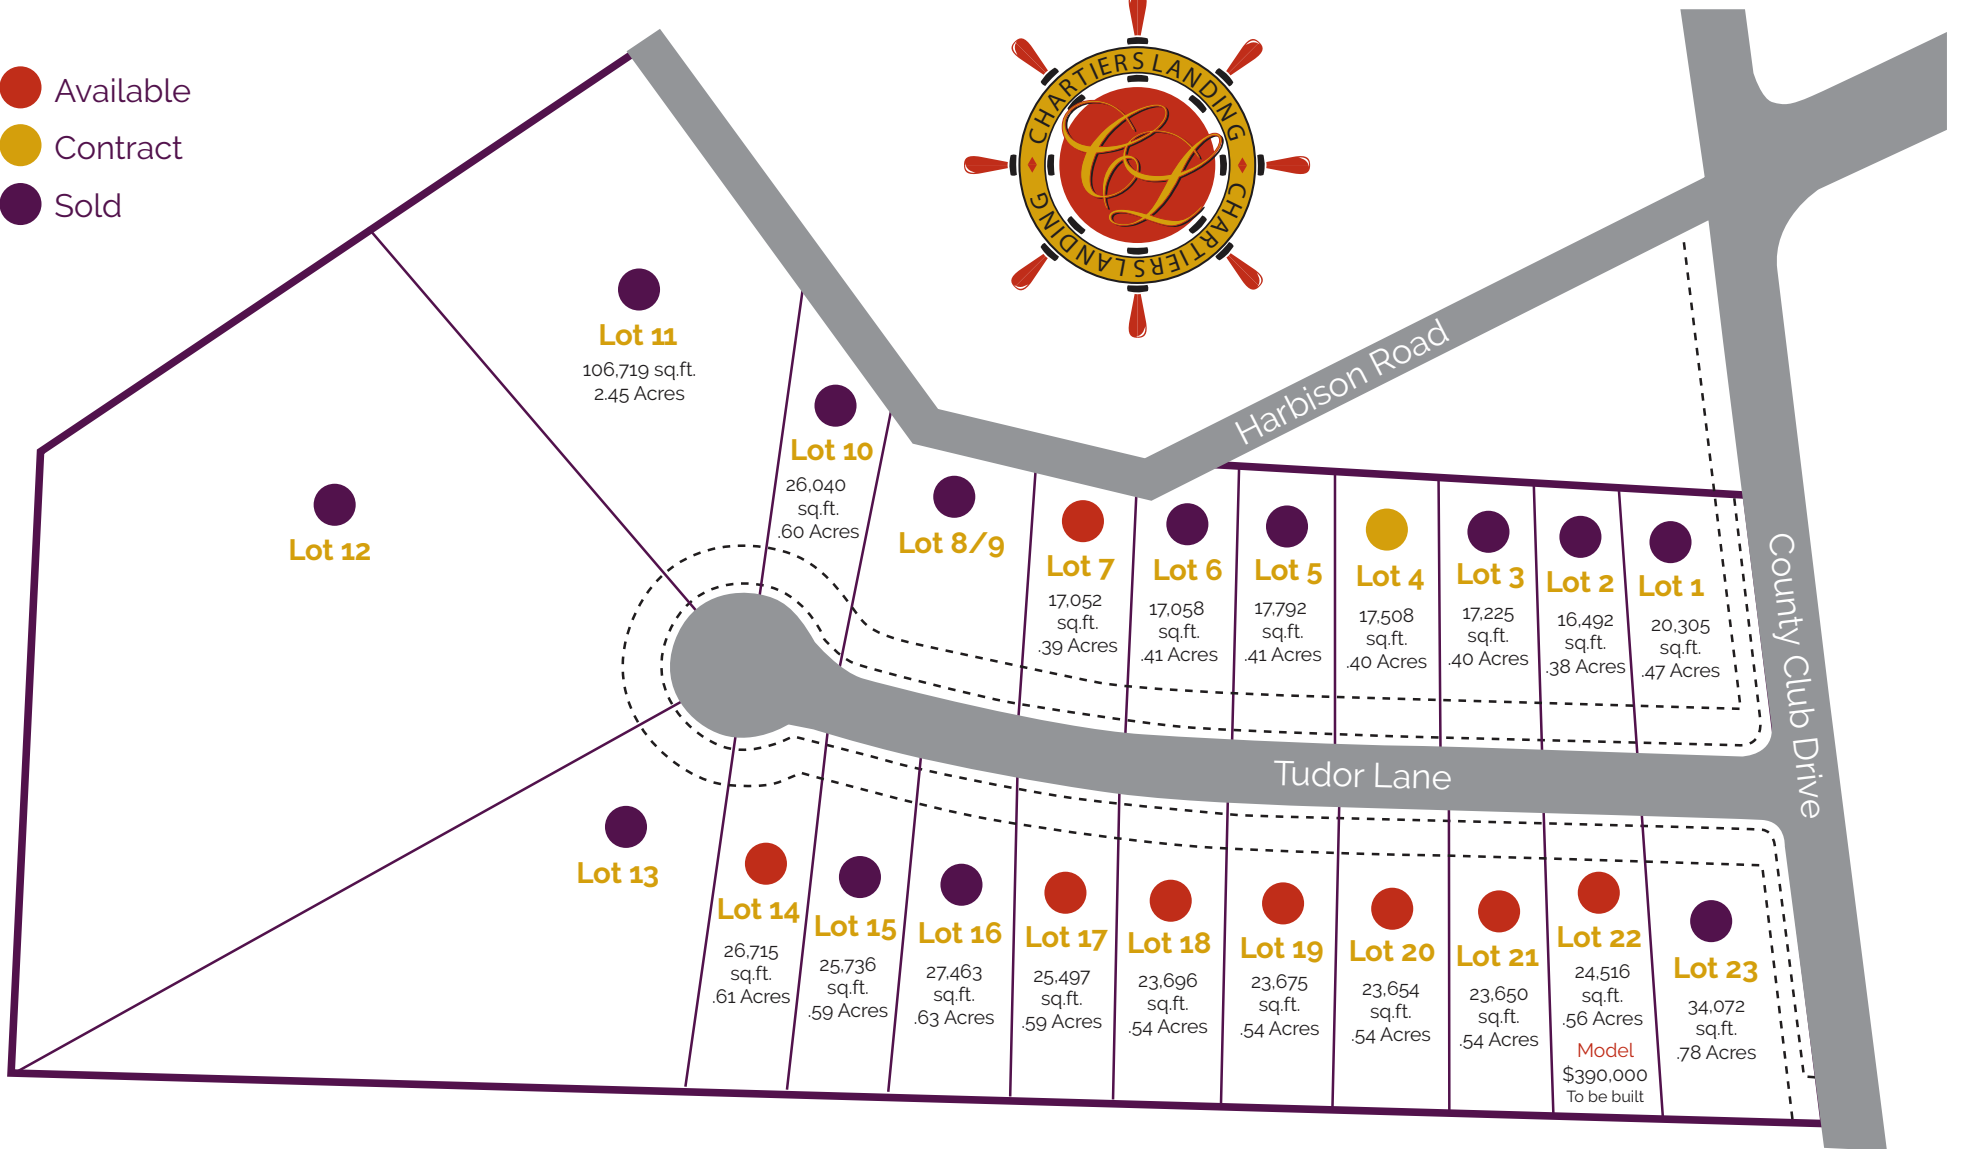 Available
Contract
Sold
CHARTIERS LANDING
CHARTIERS LANDING
CL
Harbison Road
County Club Drive
Tudor Lane
Lot 11
106,719 sq.ft.
2.45 Acres
Lot 10
26,040
sq.ft.
.60 Acres
Lot 12
Lot 8/9
Lot 7
17,052
sq.ft.
.39 Acres
Lot 6
17,058
sq.ft.
.41 Acres
Lot 5
17,792
sq.ft.
.41 Acres
Lot 4
17,508
sq.ft.
.40 Acres
Lot 3
17,225
sq.ft.
.40 Acres
Lot 2
16,492
sq.ft.
.38 Acres
Lot 1
20,305
sq.ft.
.47 Acres
Lot 13
Lot 14
26,715
sq.ft.
.61 Acres
Lot 15
25,736
sq.ft.
.59 Acres
Lot 16
27,463
sq.ft.
.63 Acres
Lot 17
25,497
sq.ft.
.59 Acres
Lot 18
23,696
sq.ft.
.54 Acres
Lot 19
23,675
sq.ft.
.54 Acres
Lot 20
23,654
sq.ft.
.54 Acres
Lot 21
23,650
sq.ft.
.54 Acres
Lot 22
24,516
sq.ft.
.56 Acres
Model
$390,000
To be built
Lot 23
34,072
sq.ft.
.78 Acres